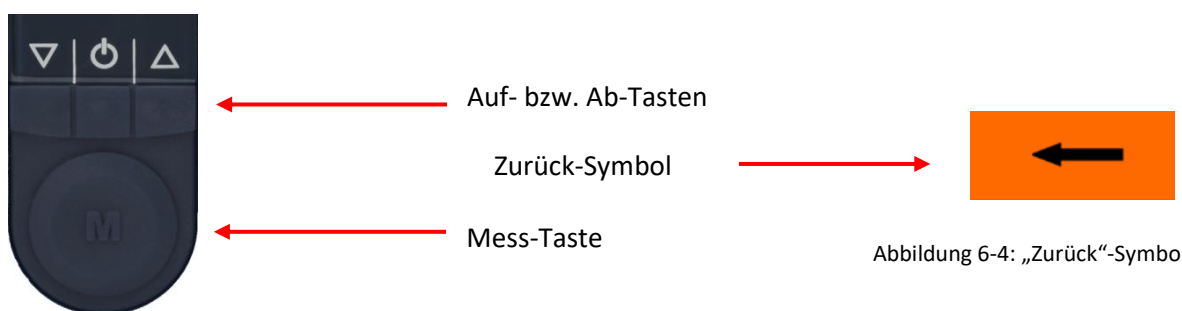 Auf- bzw. Ab-Tasten
Zurück-Symbol
M
Mess-Taste
Abbildung 6-4: „Zurück“-Symbo